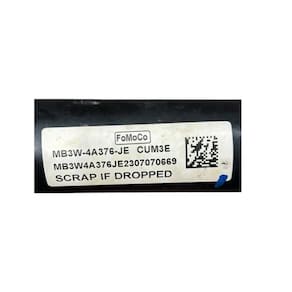 FoMoCo
MB3W-4A376-JE CUM3E
MB3W4A376JE2307070669
SCRAP IF DROPPED